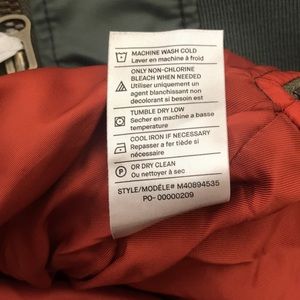 MACHINE WASH COLD
Laver en machine à froid
ONLY NON-CHLORINE
BLEACH WHEN NEEDED
Utiliser uniquement un
agent blanchissant non
decolorant si besoin est
TUMBLE DRY LOW
Secher en machine a basse
température
COOL IRON IF NECESSARY
Repasser a fer tiède si
nécessaire
OR DRY CLEAN
Ou nettoyer à sec
STYLE/MODÈLE# M40894535
PO- 00000209